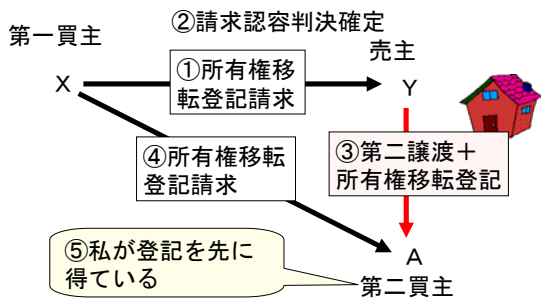 ②請求認容判決確定
第一買主
売主
①所有権移
転登記請求
X
Y
④所有権移転
登記請求
③第二譲渡＋
所有権移転登記
⑤私が登記を先に
得ている
A
第二買主